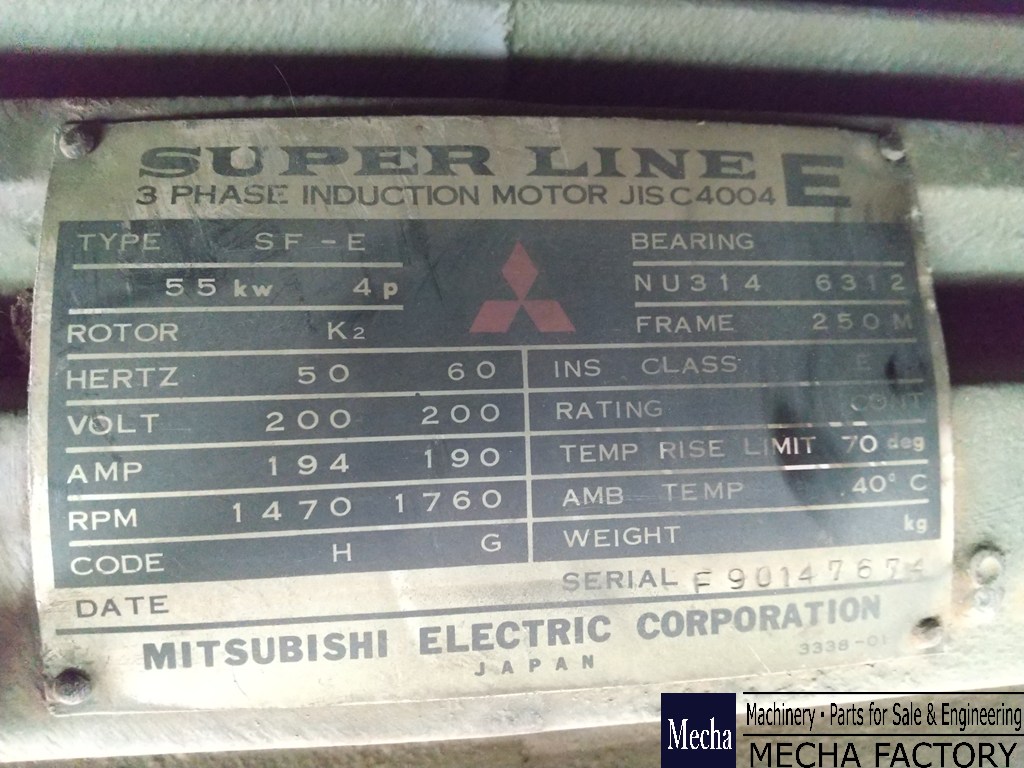 SUPER LINE E
3 PHASE INDUCTION MOTOR JIS C4004
TYPE SF-E
55 kw 4p
ROTOR K2
BEARING
NU314 6312
FRAME 250M
HERTZ 50 60
VOLT 200 200
AMP 194 190
RPM 1470 1760
CODE H G
INS CLASS E
RATING CONT
TEMP RISE LIMIT 70 deg
AMB TEMP 40° C
WEIGHT kg
DATE
SERIAL F90147674
MITSUBISHI ELECTRIC CORPORATION
JAPAN
3338-01
Mecha
Machinery • Parts for Sale & Engineering
MECHA FACTORY